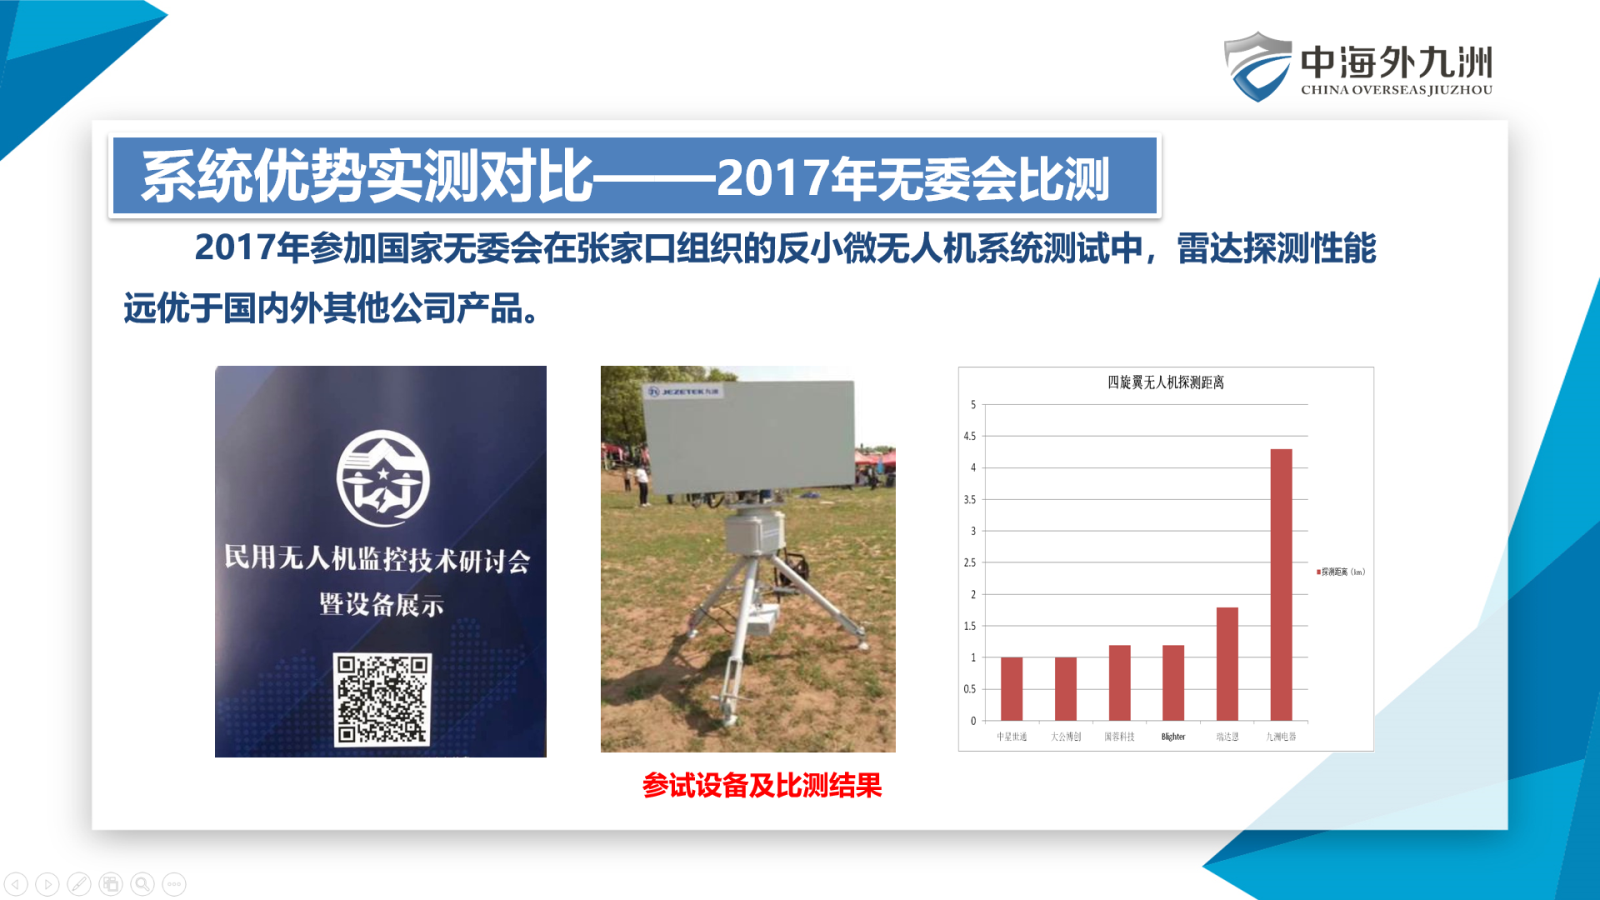 中海外九洲
CHINA OVERSEAS JIUZHOU
系统优势实测对比——2017年无委会比测
2017年参加国家无委会在张家口组织的反小微无人机系统测试中，雷达探测性能
远优于国内外其他公司产品。
民用无人机监控技术研讨会
暨设备展示
JEZETEK 九洲
四旋翼无人机探测距离
5
4.5
4
3.5
3
2.5
2
1.5
1
0.5
0
中星世通
大公博创
国蓉科技
Blighter
瑞达恩
九洲电器
探测距离（km）
参试设备及比测结果